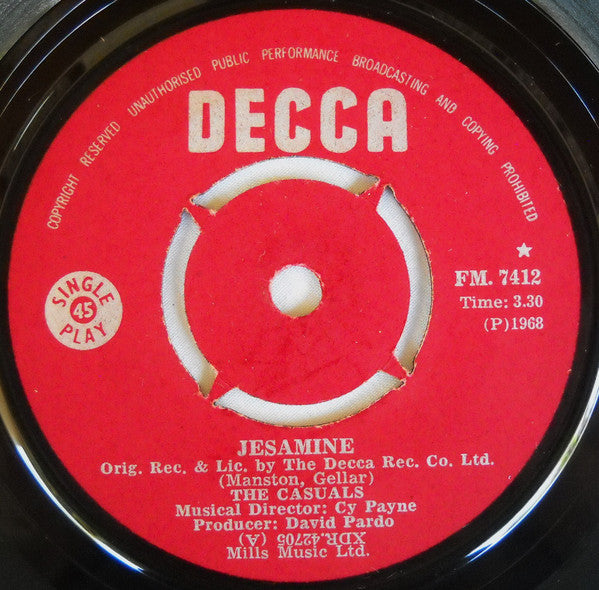 COPYRIGHT RESERVED UNAUTHORISED PUBLIC PERFORMANCE BROADCASTING AND COPYING PROHIBITED
DECCA
FM. 7412
Time: 3.30
(P)1968
SINGLE
45
PLAY
JESAMINE
Orig. Rec. & Lic. by The Decca Rec. Co. Ltd.
(Manston, Gellar)
THE CASUALS
Musical Director: Cy Payne
Producer: David Pardo
XDR.42705 (A)
Mills Music Ltd.